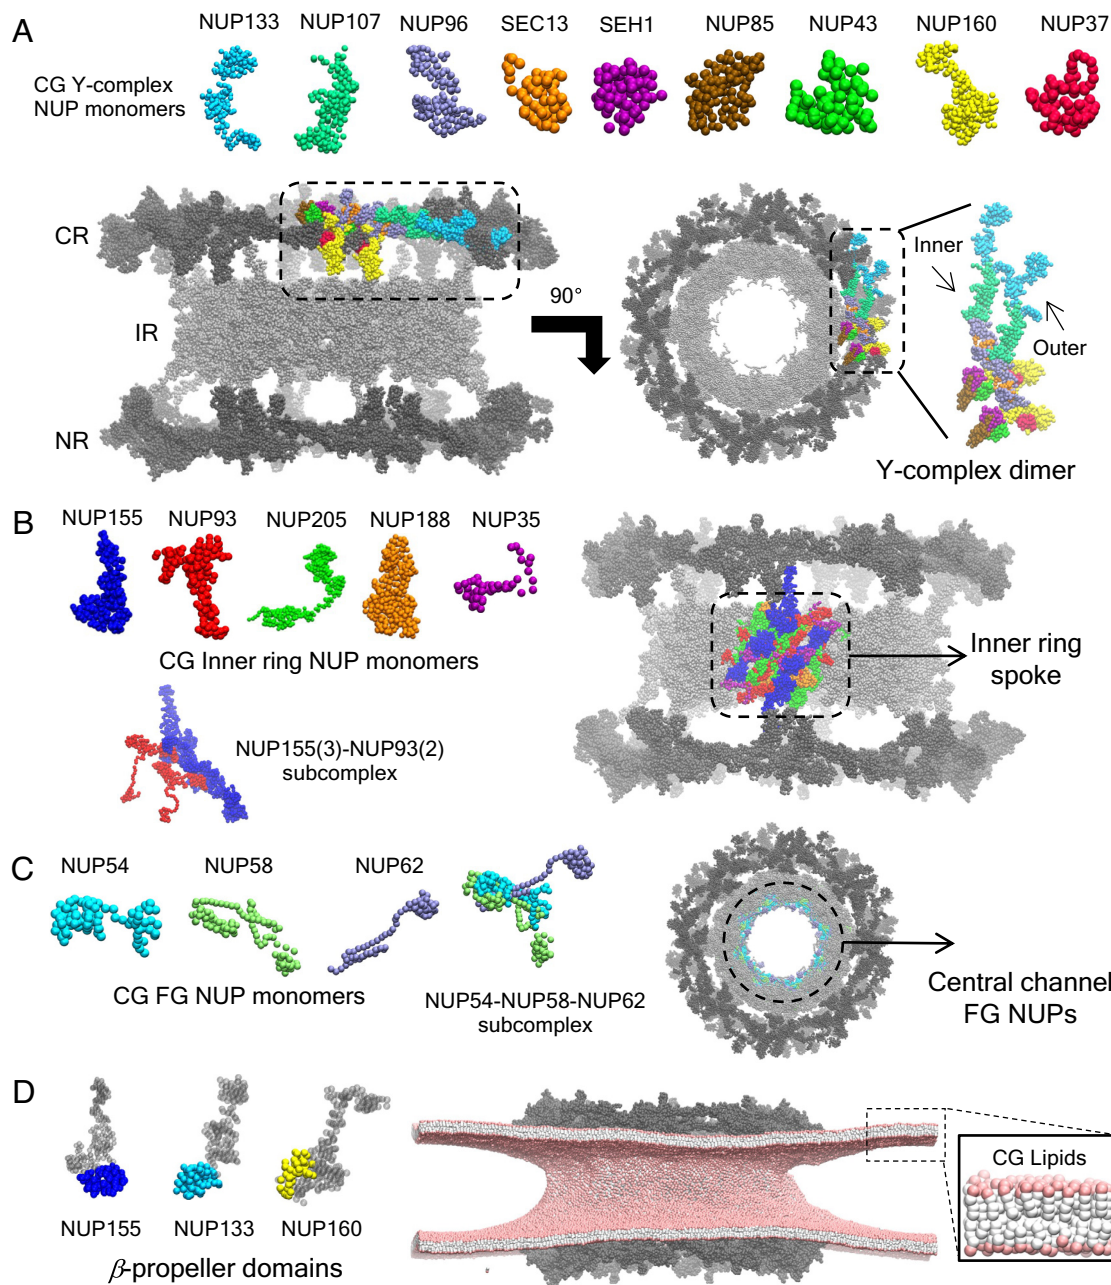 A
NUP133 NUP107 NUP96 SEC13 SEH1 NUP85 NUP43 NUP160 NUP37
CG Y-complex
NUP monomers
CR
IR
NR
90°
Inner
Outer
Y-complex dimer
B
NUP155 NUP93 NUP205 NUP188 NUP35
CG Inner ring NUP monomers
NUP155(3)-NUP93(2)
subcomplex
Inner ring
spoke
C
NUP54 NUP58 NUP62
CG FG NUP monomers
NUP54-NUP58-NUP62
subcomplex
Central channel
FG NUPs
D
NUP155 NUP133 NUP160
β-propeller domains
CG Lipids